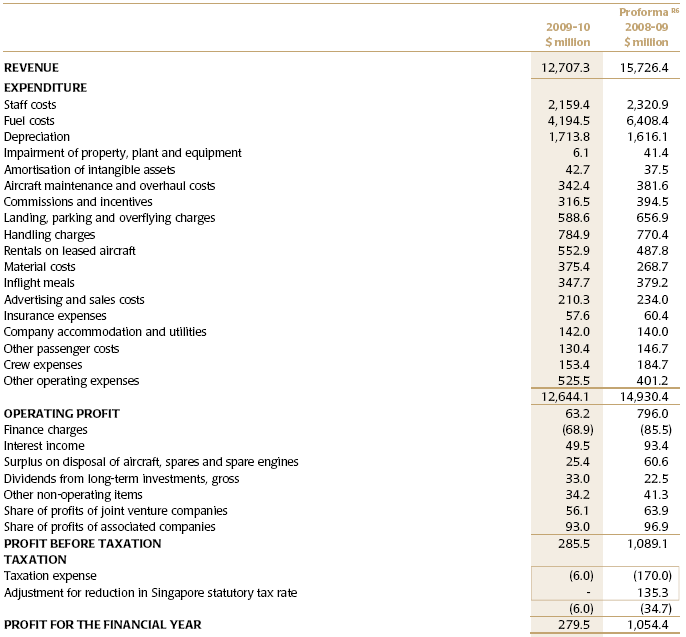 Proforma R6
2009-10 2008-09
$ million $ million
REVENUE 12,707.3 15,726.4
EXPENDITURE
Staff costs 2,159.4 2,320.9
Fuel costs 4,194.5 6,408.4
Depreciation 1,713.8 1,616.1
Impairment of property, plant and equipment 6.1 41.4
Amortisation of intangible assets 42.7 37.5
Aircraft maintenance and overhaul costs 342.4 381.6
Commissions and incentives 316.5 394.5
Landing, parking and overflying charges 588.6 656.9
Handling charges 784.9 770.4
Rentals on leased aircraft 552.9 487.8
Material costs 375.4 268.7
Inflight meals 347.7 379.2
Advertising and sales costs 210.3 234.0
Insurance expenses 57.6 60.4
Company accommodation and utilities 142.0 140.0
Other passenger costs 130.4 146.7
Crew expenses 153.4 184.7
Other operating expenses 525.5 401.2
12,644.1 14,930.4
OPERATING PROFIT 63.2 796.0
Finance charges (68.9) (85.5)
Interest income 49.5 93.4
Surplus on disposal of aircraft, spares and spare engines 25.4 60.6
Dividends from long-term investments, gross 33.0 22.5
Other non-operating items 34.2 41.3
Share of profits of joint venture companies 56.1 63.9
Share of profits of associated companies 93.0 96.9
PROFIT BEFORE TAXATION 285.5 1,089.1
TAXATION
Taxation expense (6.0) (170.0)
Adjustment for reduction in Singapore statutory tax rate - 135.3
(6.0) (34.7)
PROFIT FOR THE FINANCIAL YEAR 279.5 1,054.4